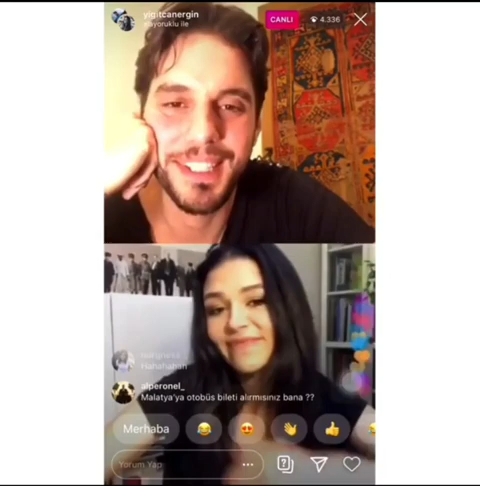 yigitcanergin
CANLI
4.336
alperonel_
Malatya'ya otobüs bileti alırmısınız bana ??
Merhaba
Yorum Yap